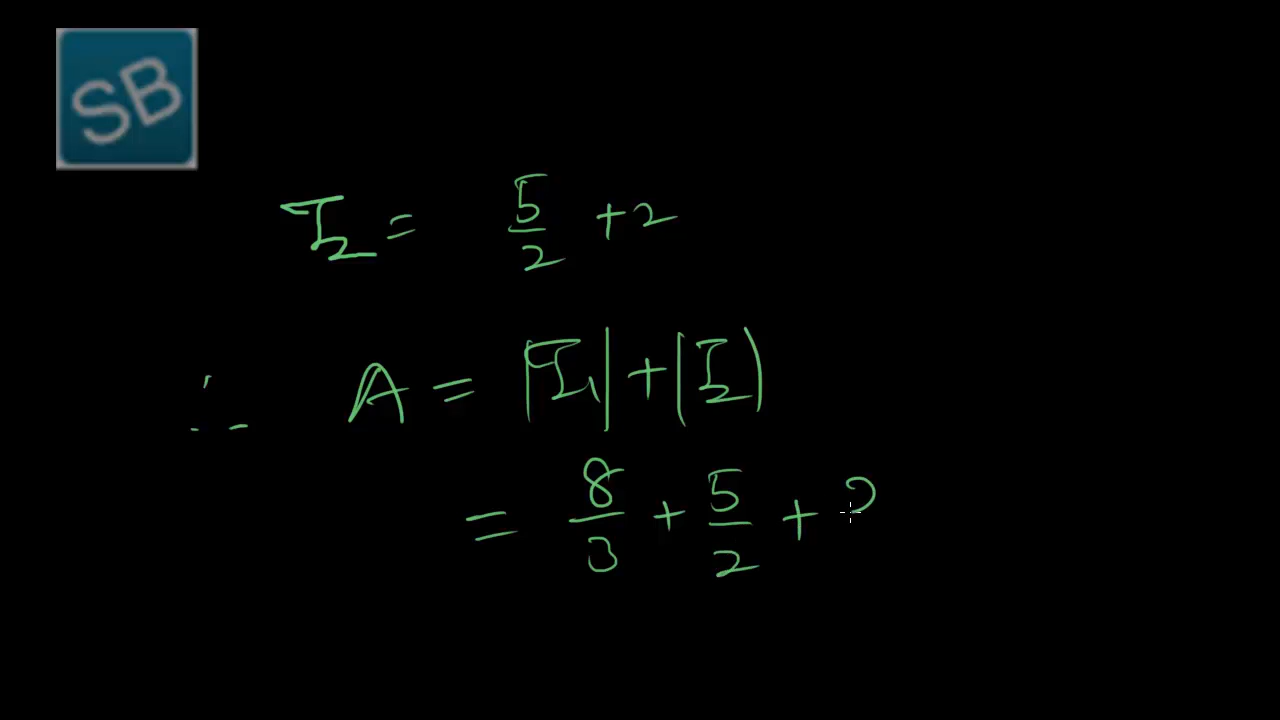 SB
I₂ = 5/2 + 2
∴ A = |I₁| + |I₂|
= 8/3 + 5/2 + 2